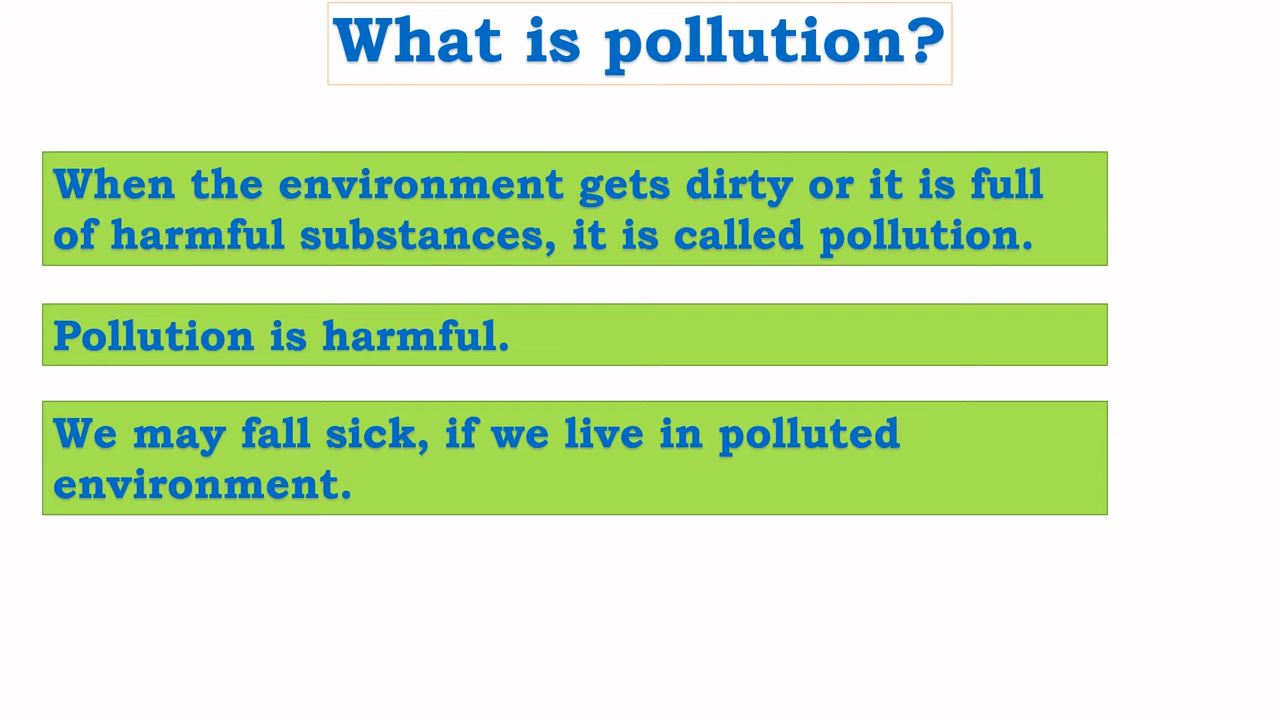 What is pollution?
When the environment gets dirty or it is full
of harmful substances, it is called pollution.
Pollution is harmful.
We may fall sick, if we live in polluted
environment.